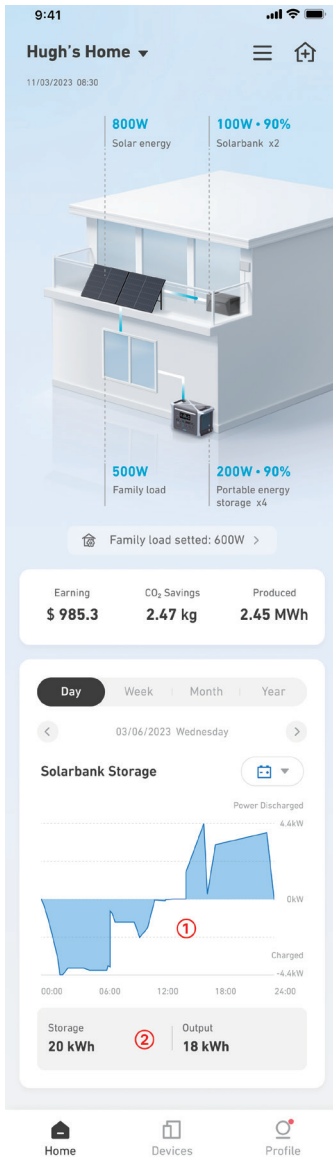 9:41
Hugh's Home
11/03/2023 08:30
800W
Solar energy
100W • 90%
Solarbank x2
500W
Family load
200W • 90%
Portable energy
storage x4
Family load setted: 600W >
Earning
$ 985.3
CO₂ Savings
2.47 kg
Produced
2.45 MWh
Day Week Month Year
< 03/06/2023 Wednesday >
Solarbank Storage
Power Discharged
4.4kW
0kW
①
Charged
-4.4kW
00:00 06:00 12:00 18:00 24:00
Storage
20 kWh
②
Output
18 kWh
Home Devices Profile